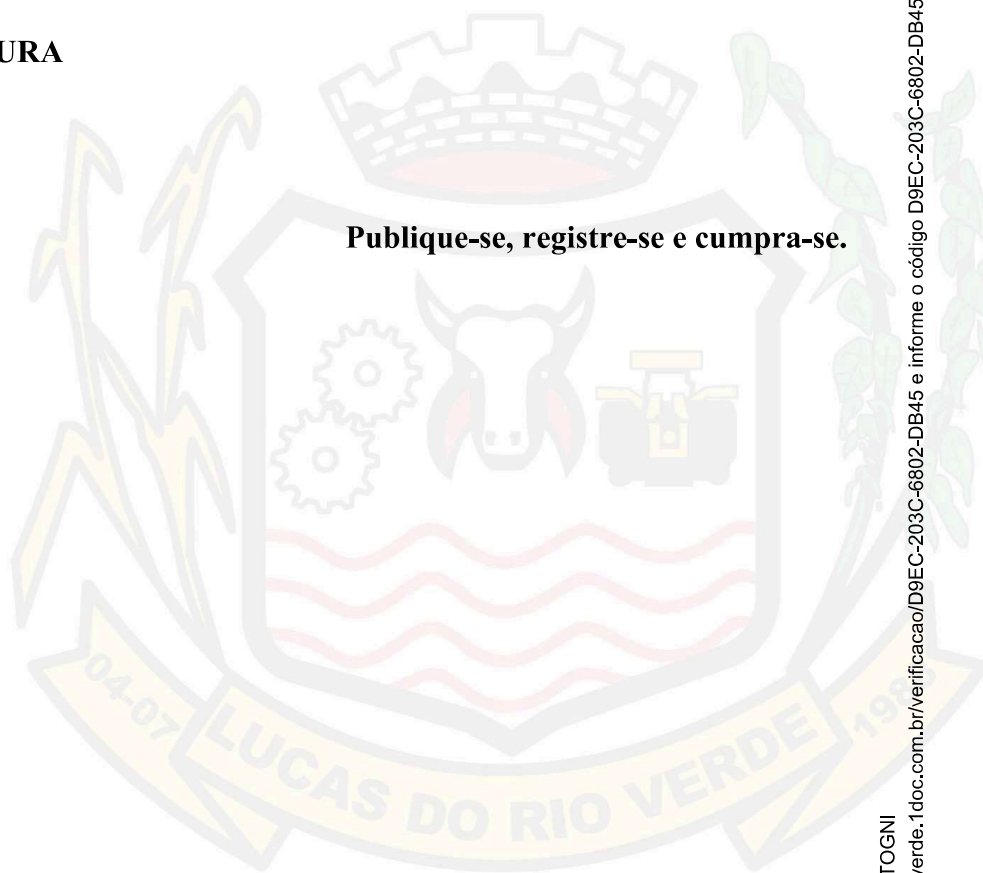 URA
Publique-se, registre-se e cumpra-se.
04-07
LUCAS DO RIO VERDE
TOGNI
verde.1doc.com.br/verificacao/D9EC-203C-6802-DB45 e informe o código D9EC-203C-6802-DB45